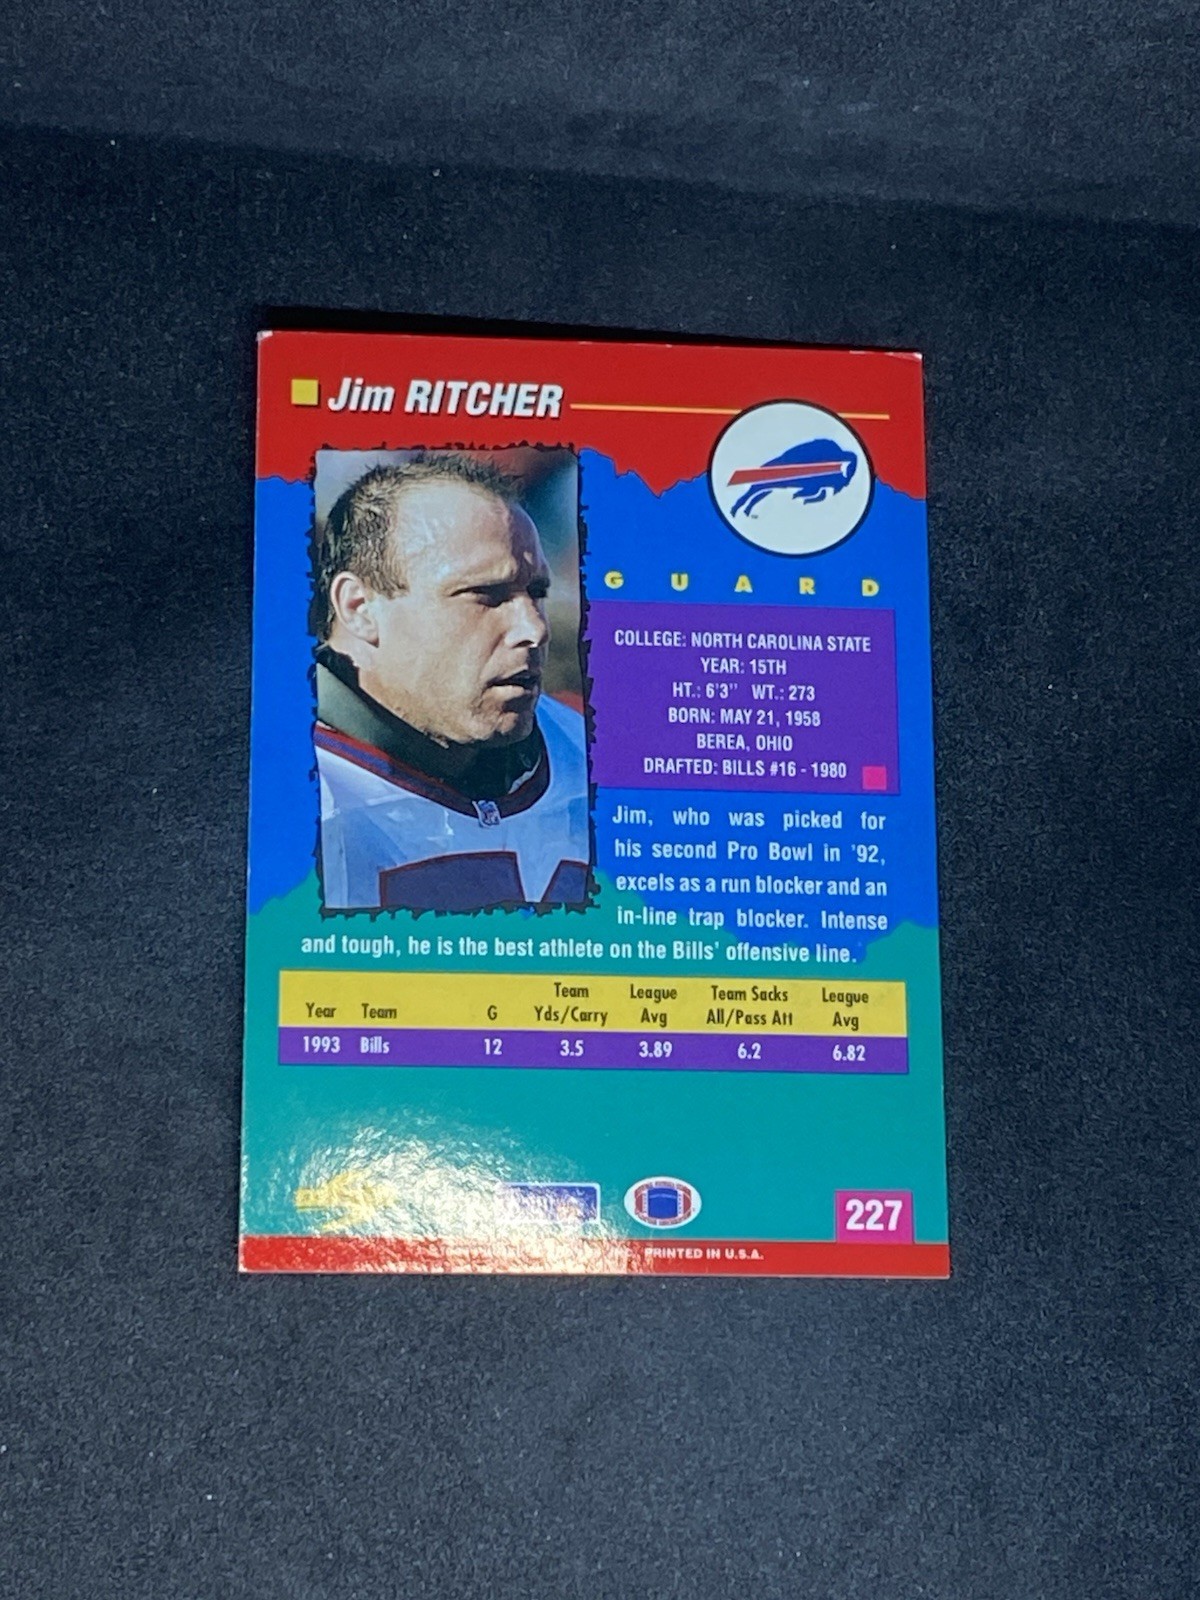 Jim RITCHER
GUARD
COLLEGE: NORTH CAROLINA STATE
YEAR: 15TH
HT.: 6'3" WT.: 273
BORN: MAY 21, 1958
BEREA, OHIO
DRAFTED: BILLS #16 - 1980
Jim, who was picked for
his second Pro Bowl in '92,
excels as a run blocker and an
in-line trap blocker. Intense
and tough, he is the best athlete on the Bills' offensive line.
Year Team G Team Yds/Carry League Avg Team Sacks All/Pass Att League Avg
1993 Bills 12 3.5 3.89 6.2 6.82
227
INC., PRINTED IN U.S.A.